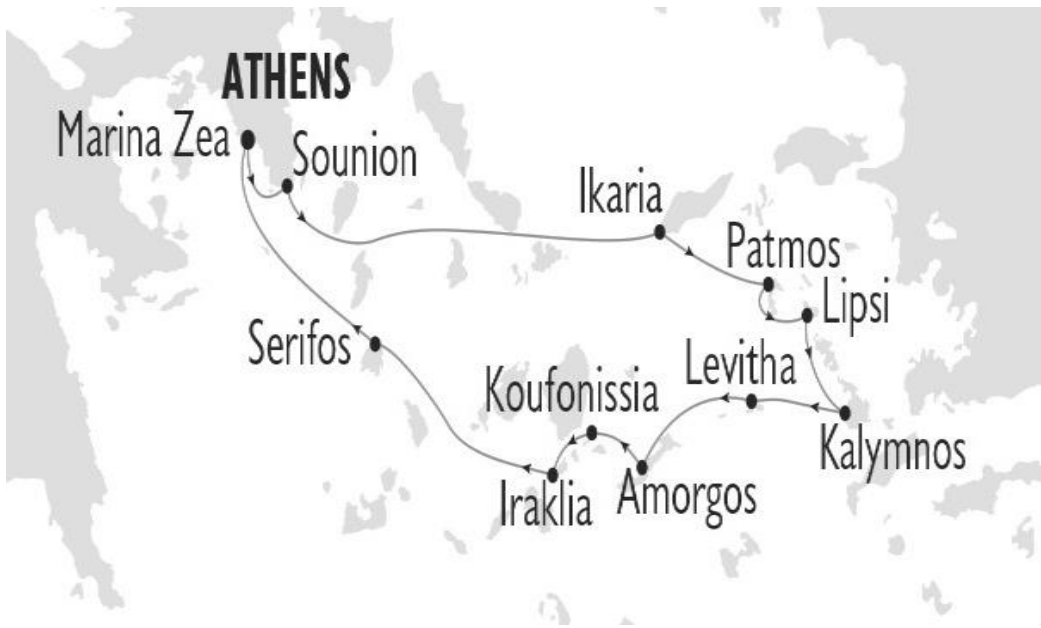 ATHENS
Marina Zea
Sounion
Ikaria
Patmos
Lipsi
Serifos
Levitha
Koufonissia
Kalymnos
Amorgos
Iraklia